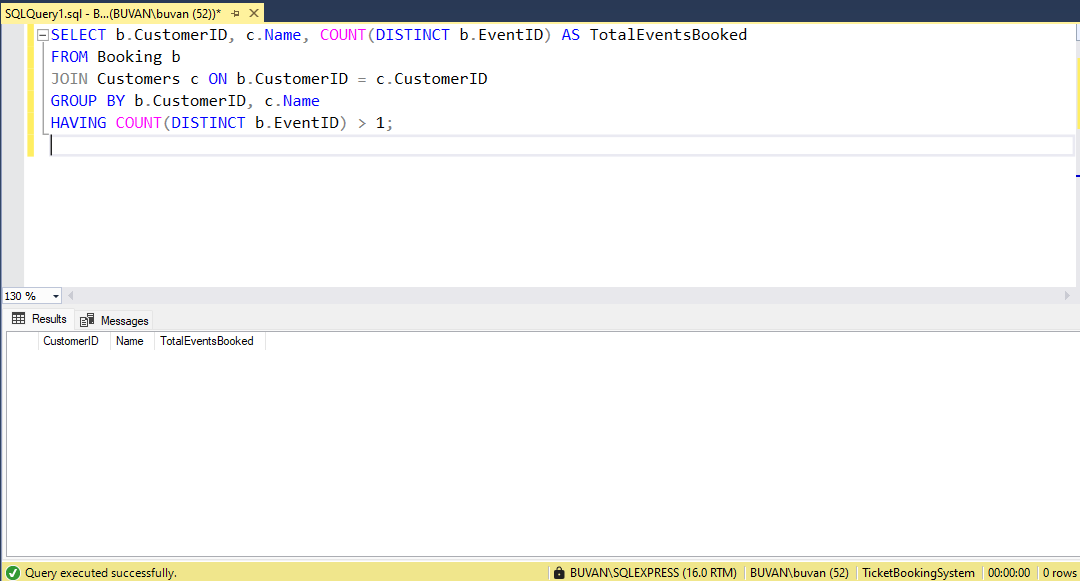 SQLQuery1.sql - B...(BUVAN\buvan (52))*
SELECT b.CustomerID, c.Name, COUNT(DISTINCT b.EventID) AS TotalEventsBooked
FROM Booking b
JOIN Customers c ON b.CustomerID = c.CustomerID
GROUP BY b.CustomerID, c.Name
HAVING COUNT(DISTINCT b.EventID) > 1;
130 %
Results Messages
CustomerID Name TotalEventsBooked
Query executed successfully. BUVAN\SQLEXPRESS (16.0 RTM) BUVAN\buvan (52) TicketBookingSystem 00:00:00 0 rows